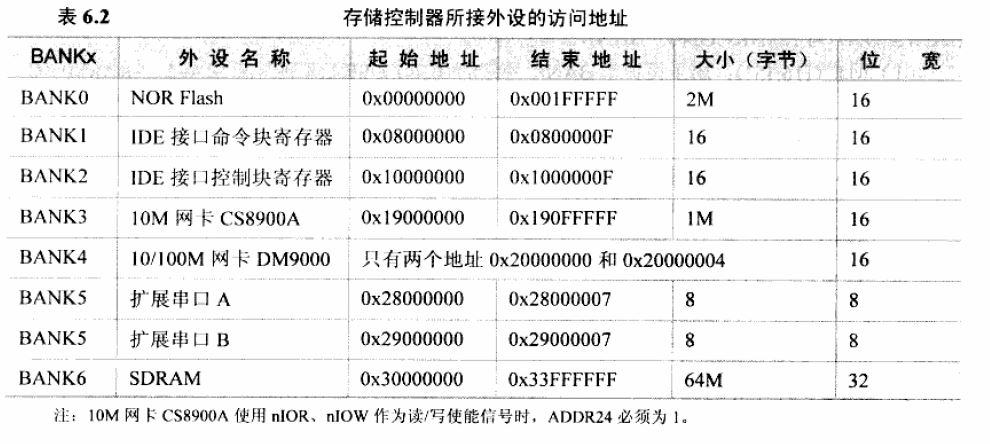 表 6.2 存储控制器所接外设的访问地址
BANKx 外设名称 起始地址 结束地址 大小（字节） 位宽
BANK0 NOR Flash 0x00000000 0x001FFFFF 2M 16
BANK1 IDE 接口命令块寄存器 0x08000000 0x0800000F 16 16
BANK2 IDE 接口控制块寄存器 0x10000000 0x1000000F 16 16
BANK3 10M 网卡 CS8900A 0x19000000 0x190FFFFF 1M 16
BANK4 10/100M 网卡 DM9000 只有两个地址 0x20000000 和 0x20000004 16
BANK5 扩展串口 A 0x28000000 0x28000007 8 8
BANK5 扩展串口 B 0x29000000 0x29000007 8 8
BANK6 SDRAM 0x30000000 0x33FFFFFF 64M 32
注：10M 网卡 CS8900A 使用 nIOR、nIOW 作为读/写使能信号时，ADDR24 必须为 1。